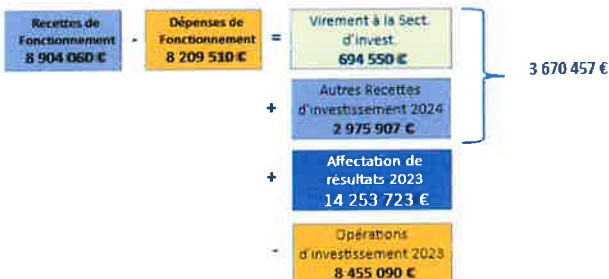 Recettes de
Fonctionnement
8 904 060 €
-
Dépenses de
Fonctionnement
8 209 510 €
=
Virement à la Sect.
d'invest.
694 550 €
3 670 457 €
+
Autres Recettes
d'investissement 2024
2 975 907 €
+
Affectation de
résultats 2023
14 253 723 €
-
Opérations
d'investissement 2023
8 455 090 €